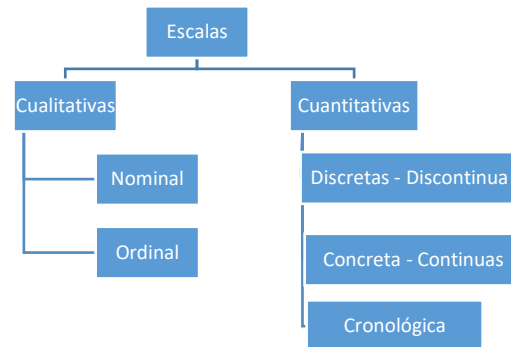 Escalas
Cualitativas
Nominal
Ordinal
Cuantitativas
Discretas - Discontinua
Concreta - Continuas
Cronológica